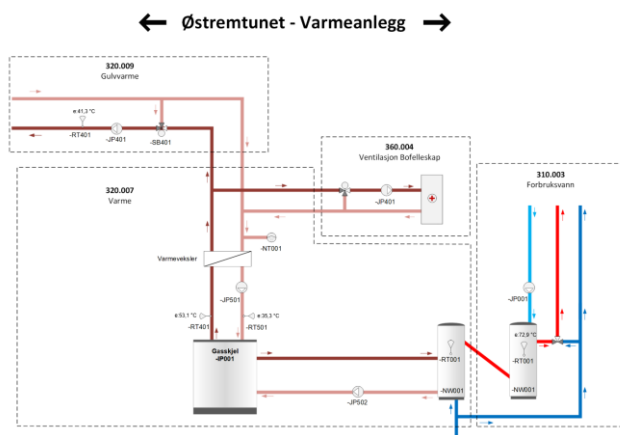 Østremtunet - Varmeanlegg
320.009
Gulvvarme
e:41,3 °C
-RT401
-JP401
-SB401
360.004
Ventilasjon Bofelleskap
-JP401
310.003
Forbruksvann
320.007
Varme
-NT001
Varmeveksler
-JP501
-JP001
e:53,1 °C
-RT401
e:35,3 °C
-RT501
e:72,9 °C
Gasskjel
-IP001
-RT001
-RT001
-NW001
-NW001
-JP502